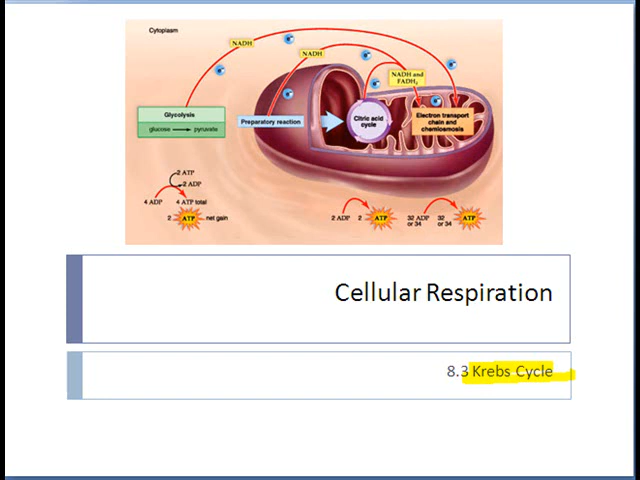 Cytoplasm
NADH
e-
NADH
e-
e-
e-
e-
e-
NADH and
FADH₂
Glycolysis
glucose → pyruvate
Preparatory reaction
Citric acid
cycle
Electron transport
chain and
chemiosmosis
2 ATP
2 ADP
4 ADP 4 ATP total
2 ATP net gain
2 ADP 2 ATP
32 ADP 32 ATP
or 34 or 34
Cellular Respiration
8.3 Krebs Cycle